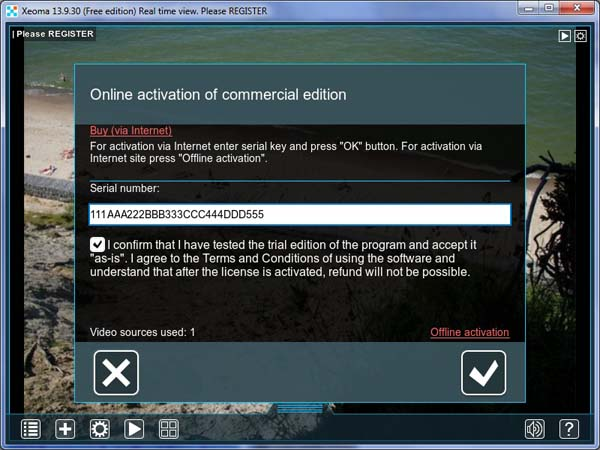 Xeoma 13.9.30 (Free edition) Real time view. Please REGISTER
Please REGISTER
Online activation of commercial edition
Buy (via Internet)
For activation via Internet enter serial key and press "OK" button. For activation via
Internet site press "Offline activation".
Serial number:
111AAA222BBB333CCC444DDD555
I confirm that I have tested the trial edition of the program and accept it
"as-is". I agree to the Terms and Conditions of using the software and
understand that after the license is activated, refund will not be possible.
Video sources used: 1
Offline activation
?